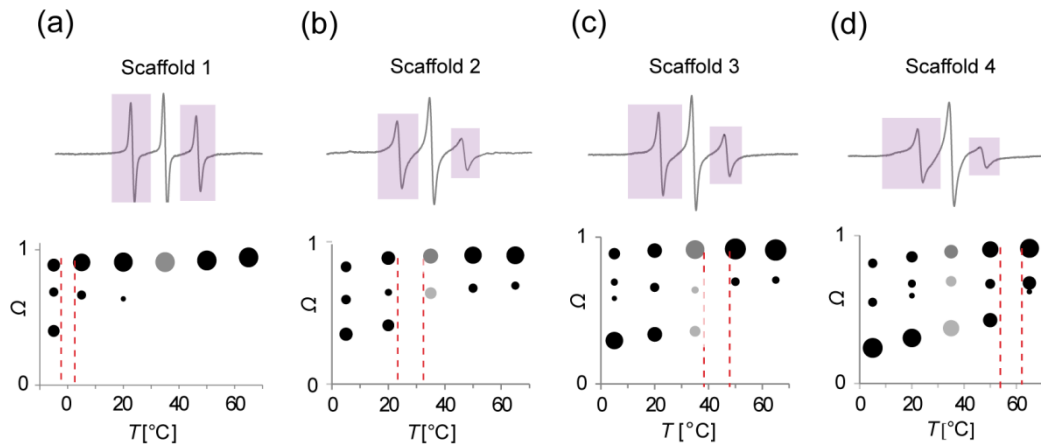 (a) (b) (c) (d)
Scaffold 1 Scaffold 2 Scaffold 3 Scaffold 4
1 1 1 1
Ω Ω Ω Ω
0 0 0 0
0 20 40 60 0 20 40 60 0 20 40 60 0 20 40 60
T[°C] T[°C] T[°C] T[°C]